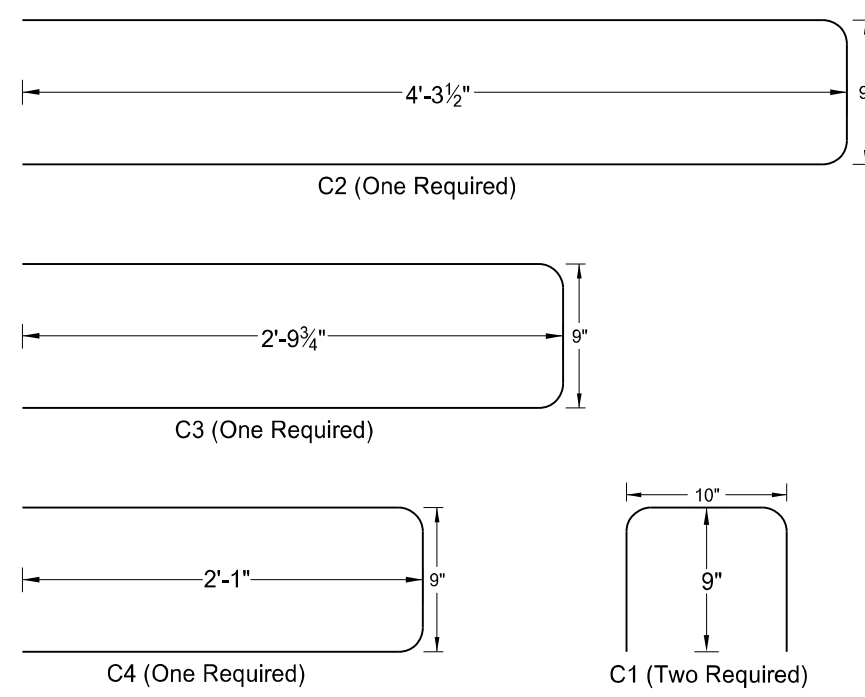 4'-3½"
9
C2 (One Required)
2'-9¾"
9"
C3 (One Required)
10"
2'-1"
9"
9"
C4 (One Required)
C1 (Two Required)